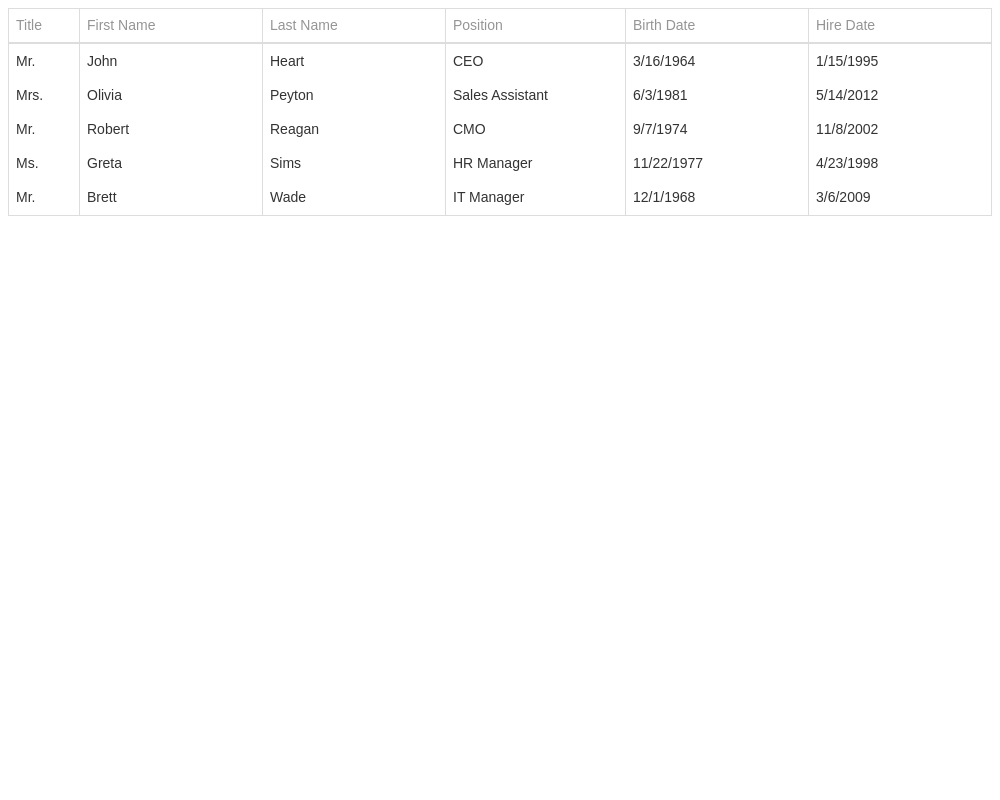 Title First Name Last Name Position Birth Date Hire Date
Mr. John Heart CEO 3/16/1964 1/15/1995
Mrs. Olivia Peyton Sales Assistant 6/3/1981 5/14/2012
Mr. Robert Reagan CMO 9/7/1974 11/8/2002
Ms. Greta Sims HR Manager 11/22/1977 4/23/1998
Mr. Brett Wade IT Manager 12/1/1968 3/6/2009